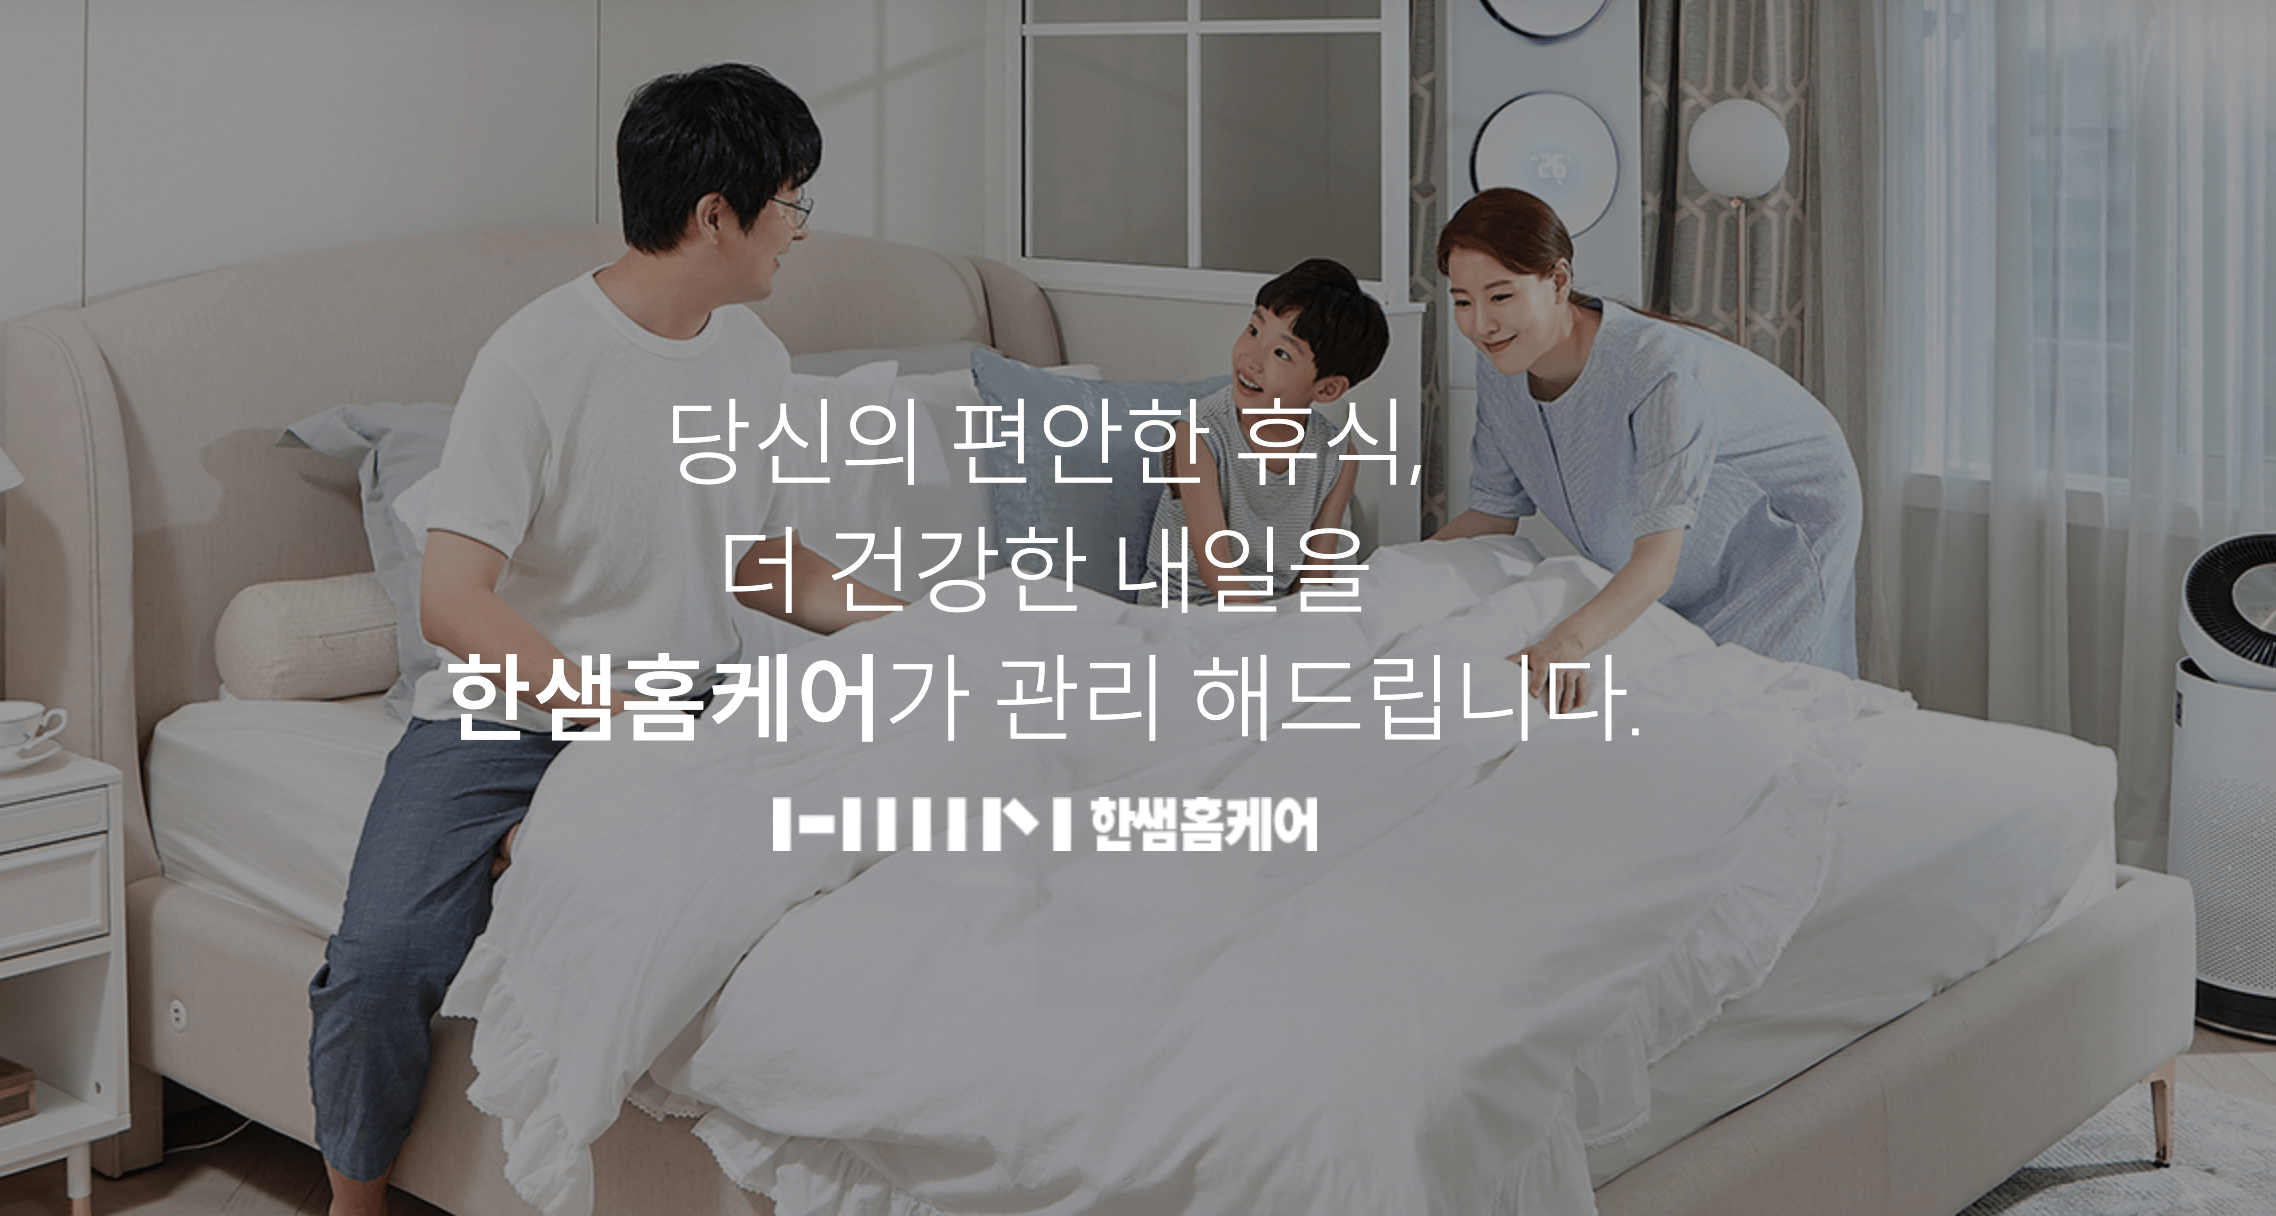 당신의 편안한 휴식,
더 건강한 내일을
한샘홈케어가 관리 해드립니다.
한샘홈케어
26